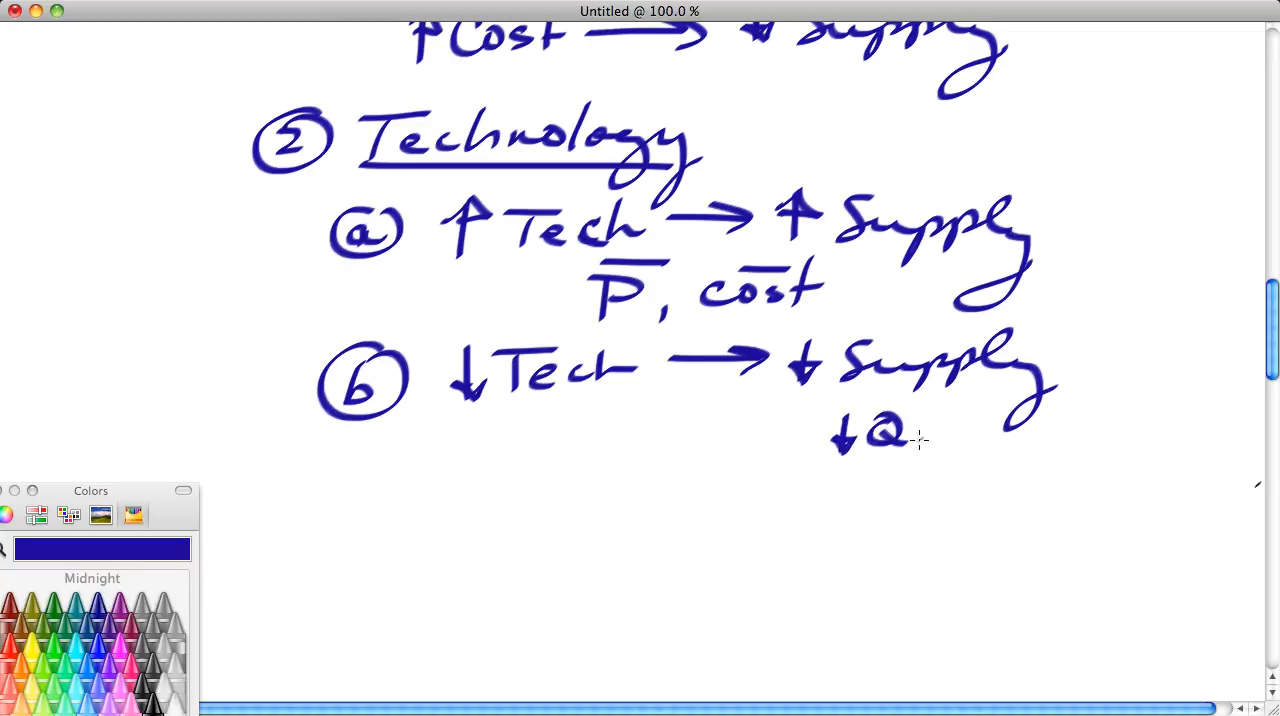 Untitled @ 100.0 %
↑ Cost → ↓ Supply
② Technology
ⓐ ↑ Tech → ↑ Supply
P̅, cost̅
ⓑ ↓ Tech → ↓ Supply
↓ Q
Colors
Midnight